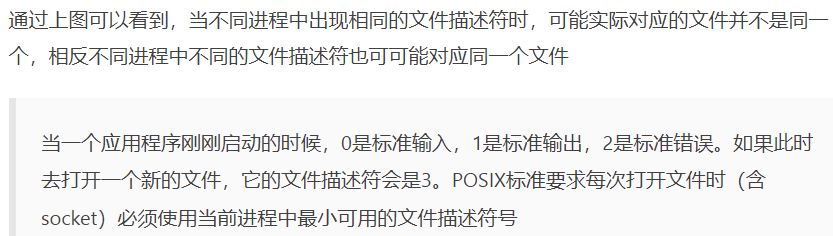 通过上图可以看到，当不同进程中出现相同的文件描述符时，可能实际对应的文件并不是同一
个，相反不同进程中不同的文件描述符也可可能对应同一个文件
当一个应用程序刚刚启动的时候，0是标准输入，1是标准输出，2是标准错误。如果此时
去打开一个新的文件，它的文件描述符会是3。POSIX标准要求每次打开文件时（含
socket）必须使用当前进程中最小可用的文件描述符号